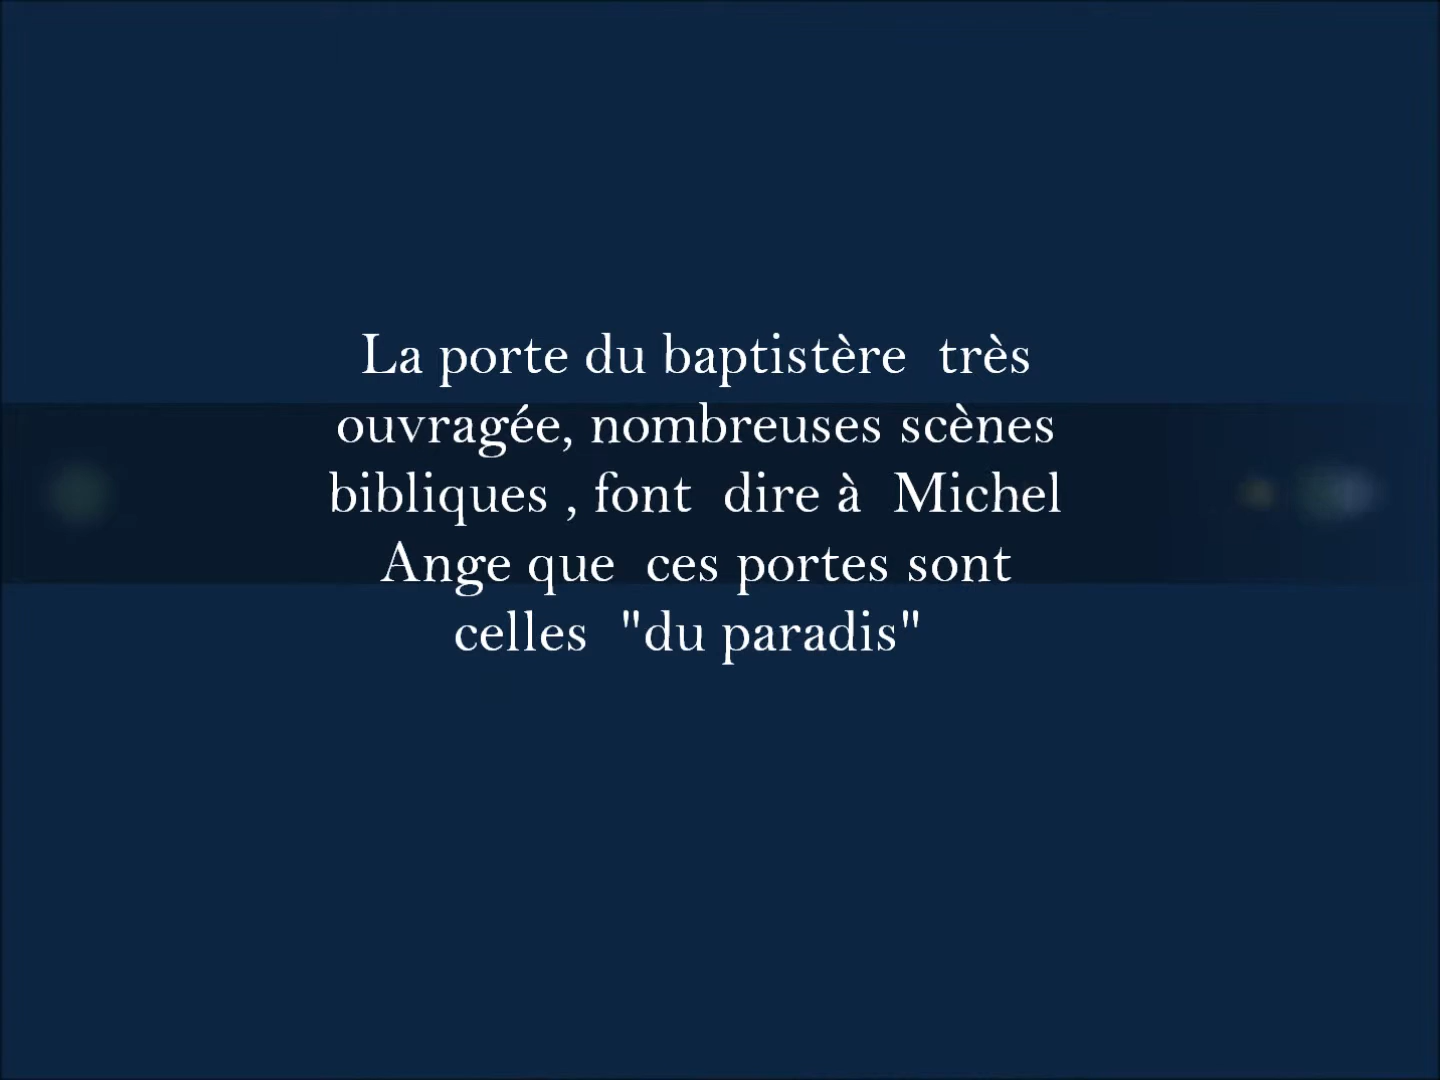 La porte du baptistère  très
ouvragée, nombreuses scènes
bibliques , font  dire à  Michel
Ange que  ces portes sont
celles  "du paradis"